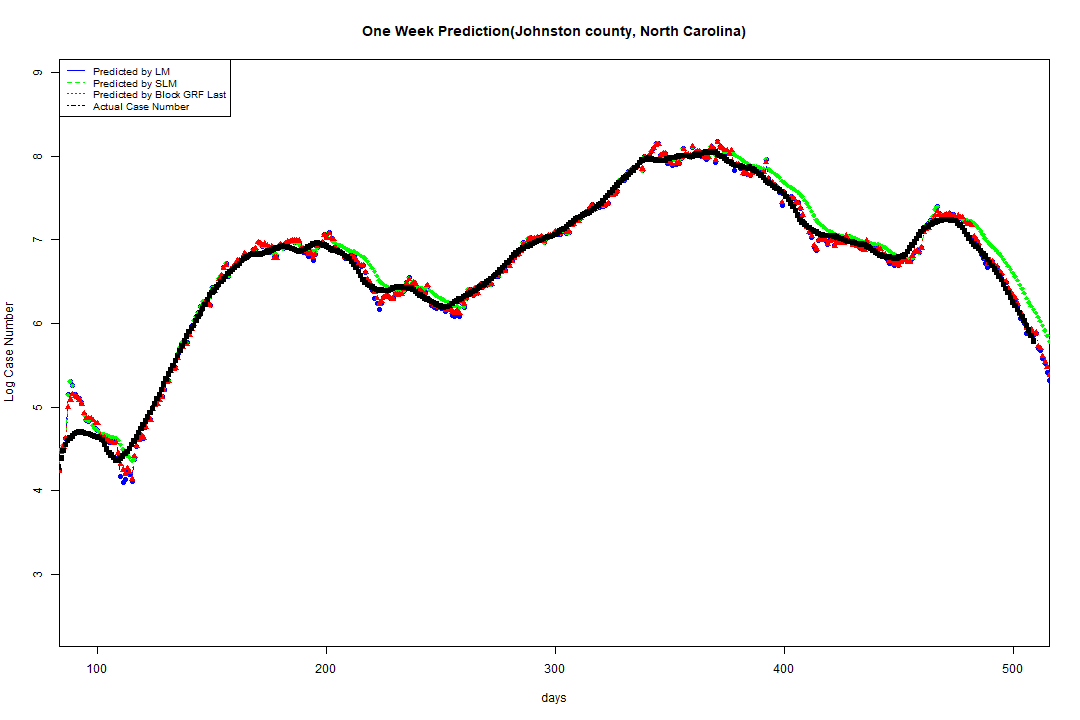 One Week Prediction(Johnston county, North Carolina)
Predicted by LM
Predicted by SLM
Predicted by Block GRF Last
Actual Case Number
Log Case Number
9
8
7
6
5
4
3
100 200 300 400 500
days